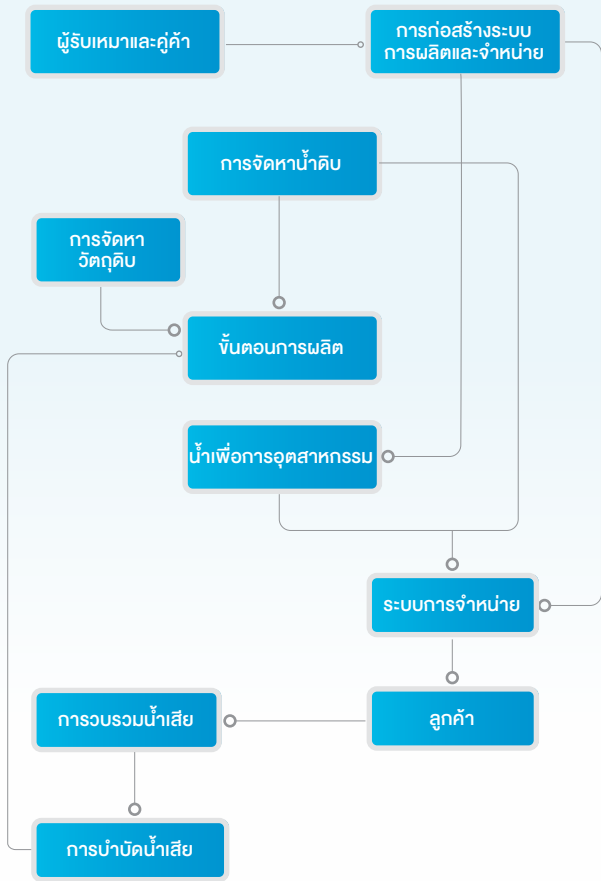 ผู้รับเหมาและคู่ค้า
การก่อสร้างระบบ
การผลิตและจำหน่าย
การจัดหาน้ำดิบ
การจัดหา
วัตถุดิบ
ขั้นตอนการผลิต
น้ำเพื่อการอุตสาหกรรม
ระบบการจำหน่าย
ลูกค้า
การรวบรวมน้ำเสีย
การบำบัดน้ำเสีย